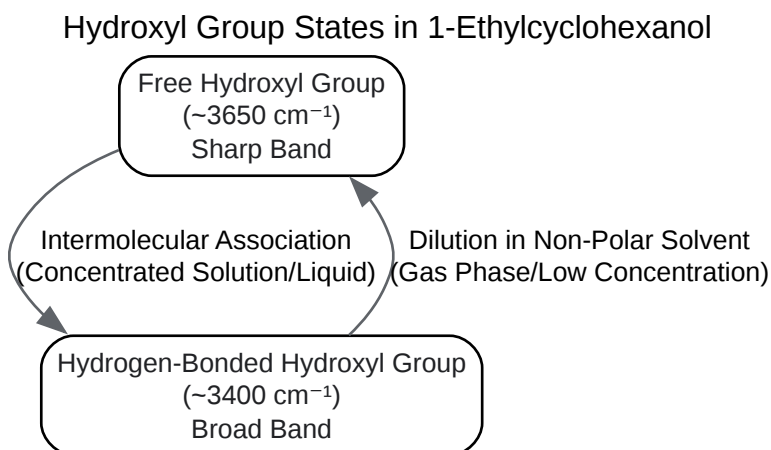 Hydroxyl Group States in 1-Ethylcyclohexanol
Free Hydroxyl Group
(~3650 cm⁻¹)
Sharp Band
Intermolecular Association
(Concentrated Solution/Liquid)
Dilution in Non-Polar Solvent
(Gas Phase/Low Concentration)
Hydrogen-Bonded Hydroxyl Group
(~3400 cm⁻¹)
Broad Band